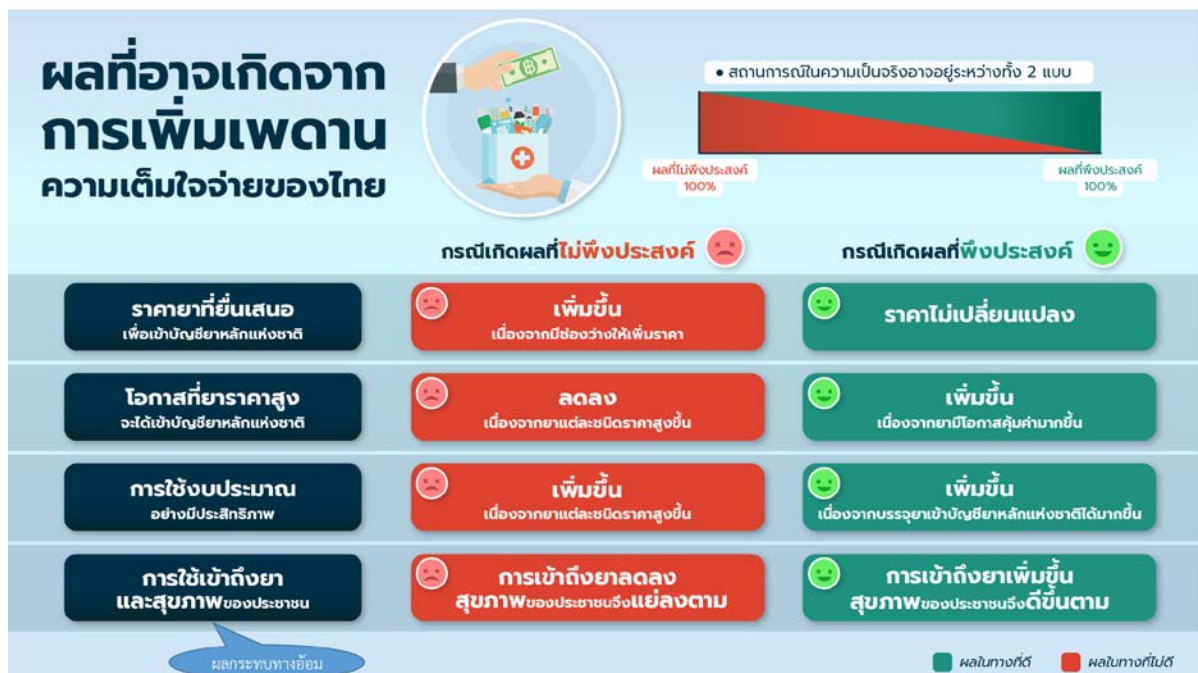 ผลที่อาจเกิดจาก
การเพิ่มเพดาน
ความเต็มใจจ่ายของไทย
• สถานการณ์ในความเป็นจริงอาจอยู่ระหว่างทั้ง 2 แบบ
ผลที่ไม่พึงประสงค์
100%
ผลที่พึงประสงค์
100%
กรณีเกิดผลที่ไม่พึงประสงค์
กรณีเกิดผลที่พึงประสงค์
ราคายาที่ยื่นเสนอ
เพื่อเข้าบัญชียาหลักแห่งชาติ
เพิ่มขึ้น
เนื่องจากมีช่องว่างให้เพิ่มราคา
ราคาไม่เปลี่ยนแปลง
โอกาสที่ยาราคาสูง
จะได้เข้าบัญชียาหลักแห่งชาติ
ลดลง
เนื่องจากยาแต่ละชนิดราคาสูงขึ้น
เพิ่มขึ้น
เนื่องจากยามีโอกาสคุ้มค่ามากขึ้น
การใช้งบประมาณ
อย่างมีประสิทธิภาพ
เพิ่มขึ้น
เนื่องจากยาแต่ละชนิดราคาสูงขึ้น
เพิ่มขึ้น
เนื่องจากบรรจุยาเข้าบัญชียาหลักแห่งชาติได้มากขึ้น
การใช้เข้าถึงยา
และสุขภาพของประชาชน
การเข้าถึงยาลดลง
สุขภาพของประชาชนจึงแย่ลงตาม
การเข้าถึงยาเพิ่มขึ้น
สุขภาพของประชาชนจึงดีขึ้นตาม
ผลกระทบทางอ้อม
ผลในทางที่ดี
ผลในทางที่ไม่ดี